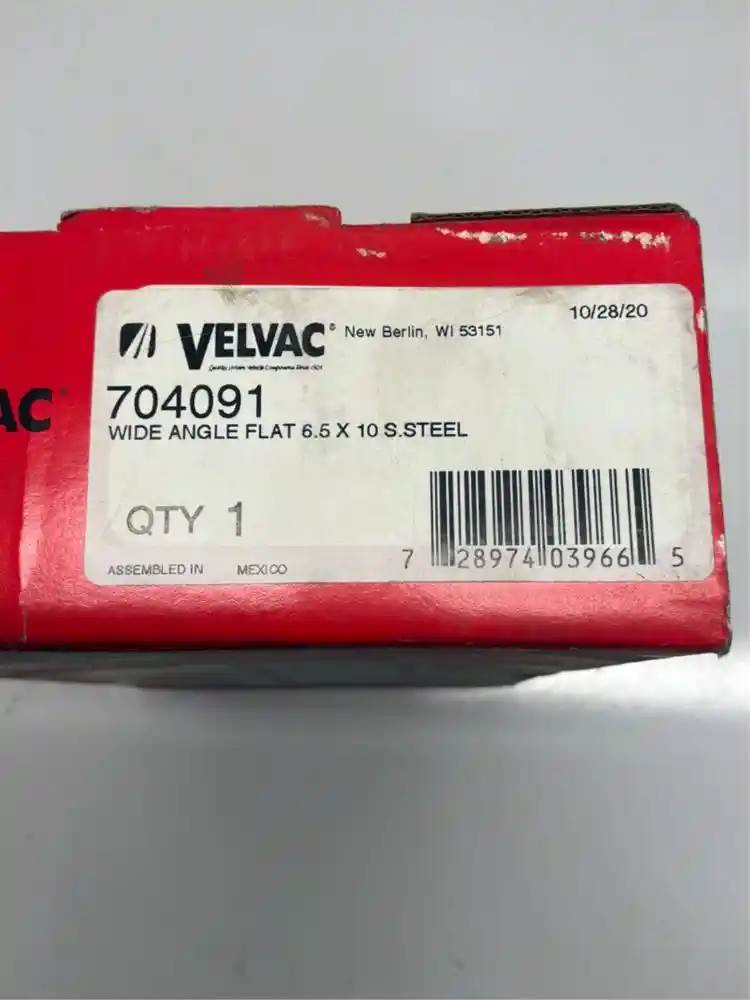 VELVAC® New Berlin, WI 53151
10/28/20
704091
WIDE ANGLE FLAT 6.5 X 10 S.STEEL
QTY 1
ASSEMBLED IN MEXICO
7 28974 03966 5
AC